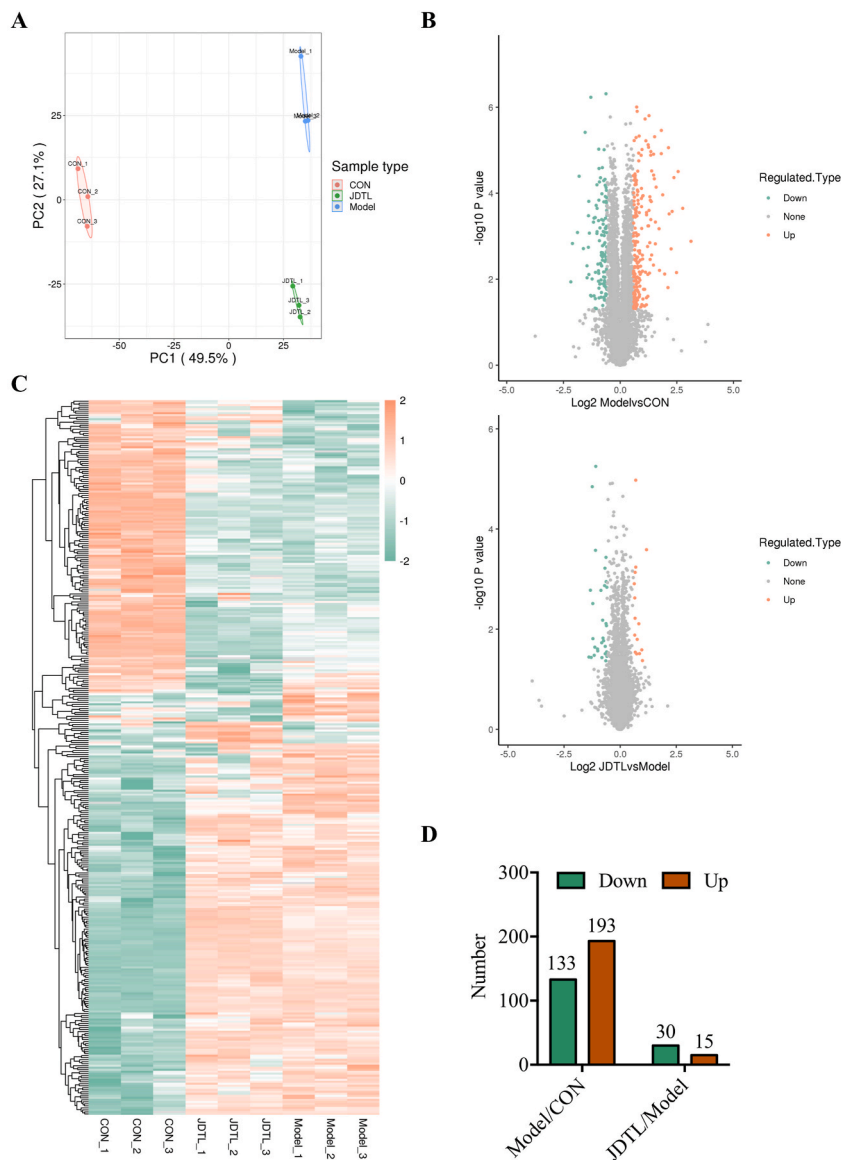 A
Model_1
Model_2
CON_1
CON_2
CON_3
JDTL_1
JDTL_3
JDTL_2
25
0
-25
-50
-25
0
25
PC2 ( 27.1% )
PC1 ( 49.5% )
Sample type
CON
JDTL
Model
B
6
4
2
0
-log10 P value
-5.0
-2.5
0.0
2.5
5.0
Log2 ModelvsCON
Regulated.Type
Down
None
Up
6
4
2
0
-log10 P value
-5.0
-2.5
0.0
2.5
5.0
Log2 JDTLvsModel
Regulated.Type
Down
None
Up
C
2
1
0
-1
-2
CON_1
CON_2
CON_3
JDTL_1
JDTL_2
JDTL_3
Model_1
Model_2
Model_3
D
300
200
100
0
Number
Down
Up
133
193
30
15
Model/CON
JDTL/Model